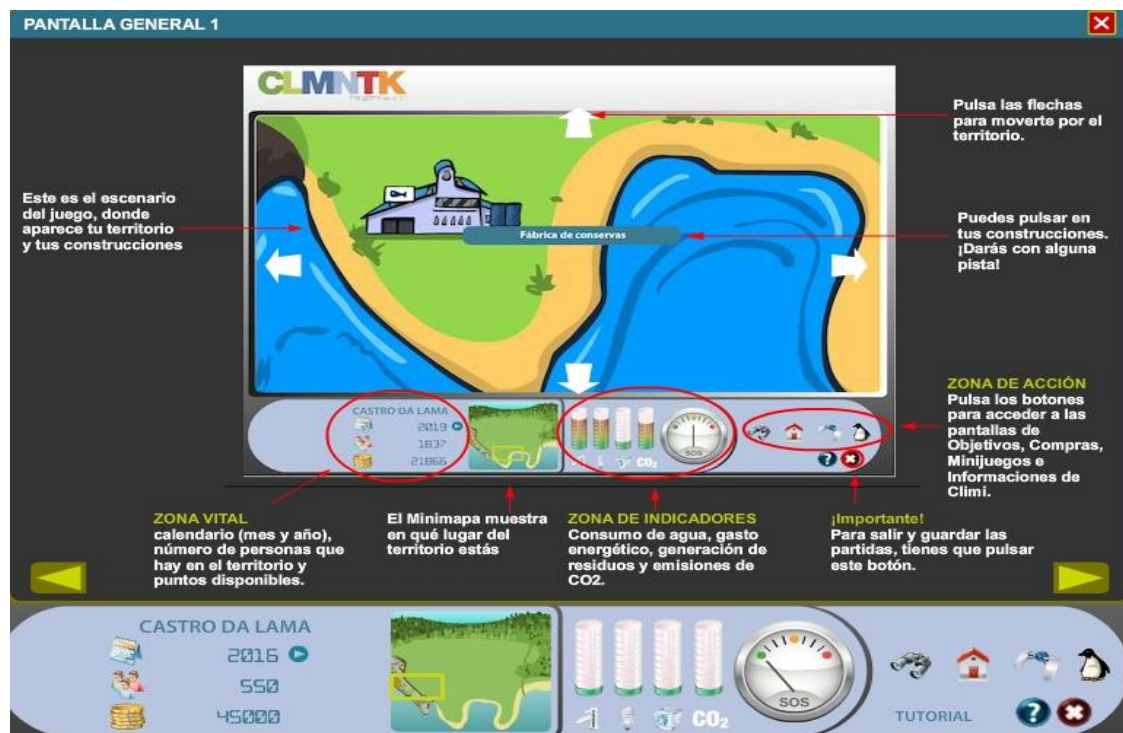 PANTALLA GENERAL 1
CLMNTK
Pulsa las flechas
para moverte por el
territorio.
Este es el escenario
del juego, donde
aparece tu territorio
y tus construcciones
Fábrica de conservas
Puedes pulsar en
tus construcciones.
¡Darás con alguna
pista!
ZONA DE ACCIÓN
Pulsa los botones
para acceder a las
pantallas de
Objetivos, Compras,
Minijuegos e
Informaciones de
Climi.
CASTRO DA LAMA
2019
1837
21866
CO2
SOS
?
ZONA VITAL
calendario (mes y año),
número de personas que
hay en el territorio y
puntos disponibles.
El Minimapa muestra
en qué lugar del
territorio estás
ZONA DE INDICADORES
Consumo de agua, gasto
energético, generación de
residuos y emisiones de
CO2.
¡Importante!
Para salir y guardar las
partidas, tienes que pulsar
este botón.
CASTRO DA LAMA
2016
550
45000
CO2
SOS
TUTORIAL
?